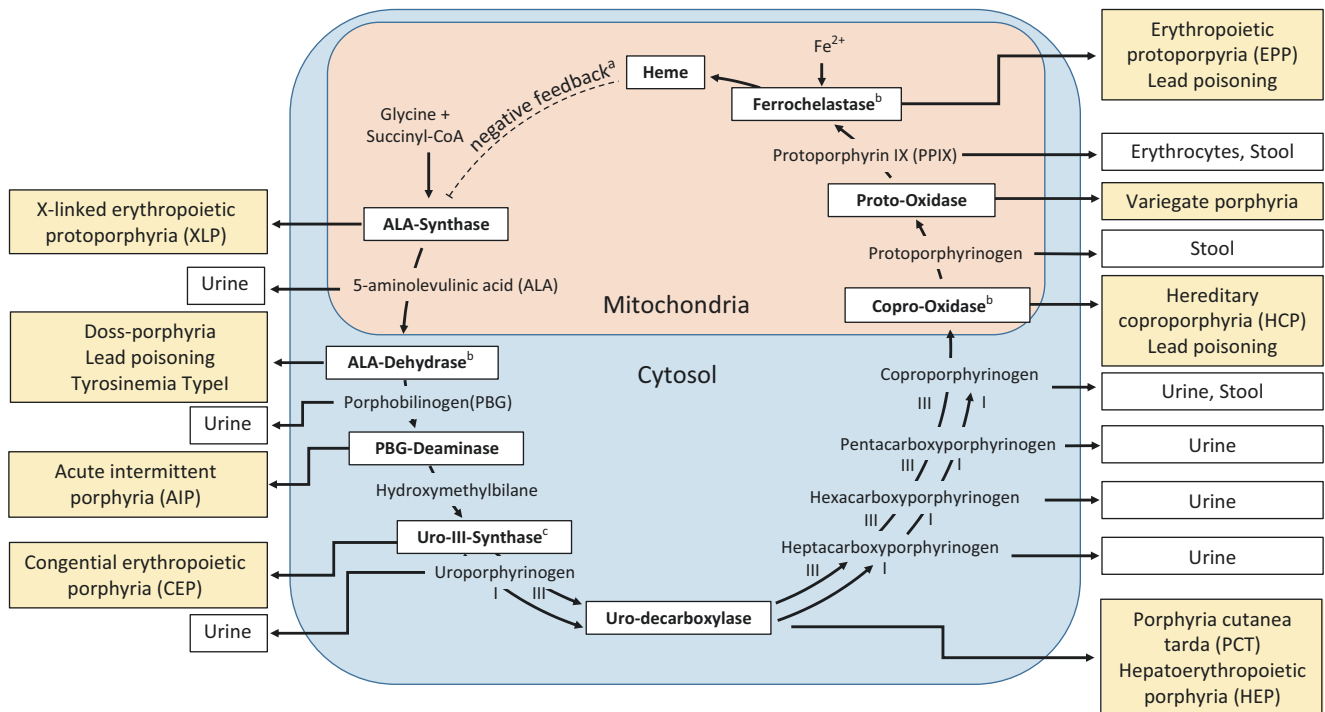 Fe2+
Erythropoietic
protoporpyria (EPP)
Lead poisoning
Heme
negative feedbacka
Ferrochelastaseb
Glycine +
Succinyl-CoA
Protoporphyrin IX (PPIX)
Erythrocytes, Stool
X-linked erythropoietic
protoporphyria (XLP)
ALA-Synthase
Proto-Oxidase
Variegate porphyria
Protoporphyrinogen
Stool
Urine
5-aminolevulinic acid (ALA)
Mitochondria
Copro-Oxidaseb
Hereditary
coproporphyria (HCP)
Lead poisoning
Doss-porphyria
Lead poisoning
Tyrosinemia TypeI
ALA-Dehydraseb
Cytosol
Coproporphyrinogen
III
I
Urine, Stool
Porphobilinogen(PBG)
Urine
PBG-Deaminase
Pentacarboxyporphyrinogen
III
I
Urine
Acute intermittent
porphyria (AIP)
Hydroxymethylbilane
Hexacarboxyporphyrinogen
III
I
Urine
Uro-III-Synthasec
Heptacarboxyporphyrinogen
III
I
Urine
Congential erythropoietic
porphyria (CEP)
Uroporphyrinogen
I
III
Urine
Uro-decarboxylase
Porphyria cutanea
tarda (PCT)
Hepatoerythropoietic
porphyria (HEP)